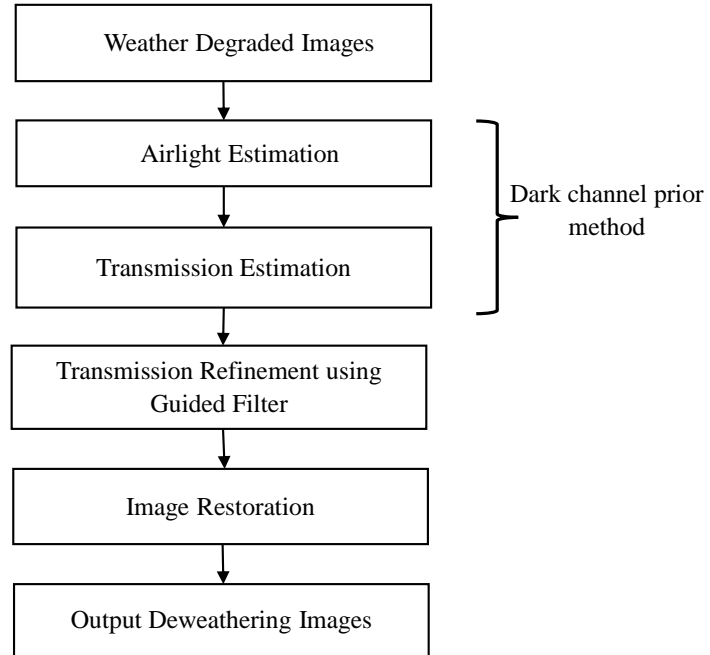 Weather Degraded Images
Airlight Estimation
Dark channel prior
method
Transmission Estimation
Transmission Refinement using
Guided Filter
Image Restoration
Output Deweathering Images